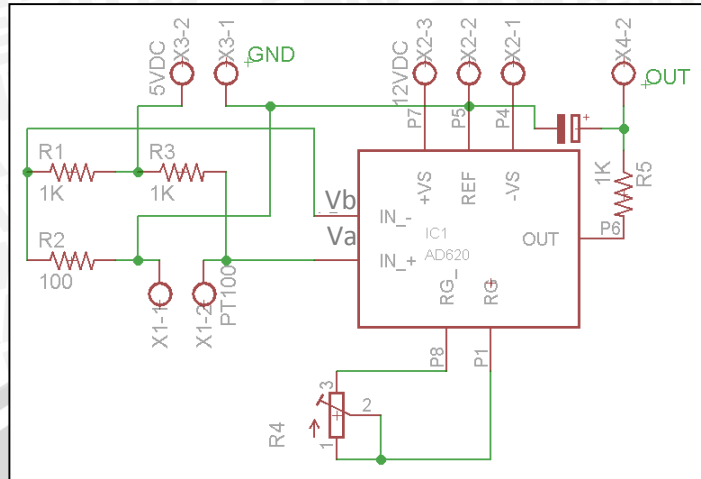 5VDC
X3-2
X3-1
GND
12VDC
X2-3
X2-2
X2-1
X4-2
OUT
P7
P5
P4
R1
1K
R3
1K
+VS
REF
-VS
1K
R5
Vb
IN_-
IC1
AD620
OUT
P6
Va
IN_+
R2
100
RG_-
RG
X1-1
X1-2
PT100
P8
P1
R4
3
2
1